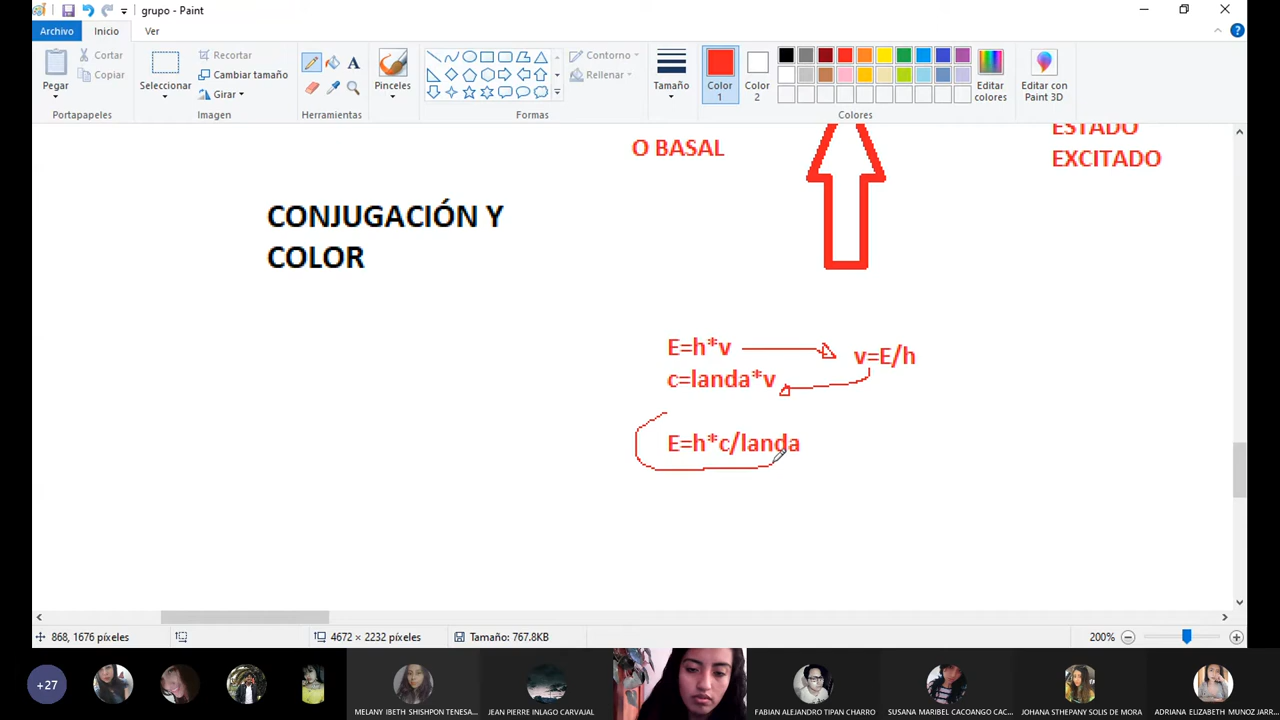 grupo - Paint
Archivo
Inicio
Ver
Pegar
Cortar
Copiar
Portapapeles
Seleccionar
Recortar
Cambiar tamaño
Girar
Imagen
A
Herramientas
Pinceles
Contorno
Rellenar
Formas
Tamaño
Color
1
Color
2
Editar
colores
Colores
Editar con
Paint 3D
O BASAL
ESTADO
EXCITADO
CONJUGACIÓN Y
COLOR
E=h*v
v=E/h
c=landa*v
E=h*c/landa
868, 1676 píxeles
4672 × 2232 píxeles
Tamaño: 767.8KB
200%
+27
MELANY IBETH SHISHPON TENESA...
JEAN PIERRE INLAGO CARVAJAL
FABIAN ALEJANDRO TIPAN CHARRO
SUSANA MARIBEL CACOANGO CAC...
JOHANA STHEPANY SOLIS DE MORA
ADRIANA ELIZABETH MUNOZ JARR...